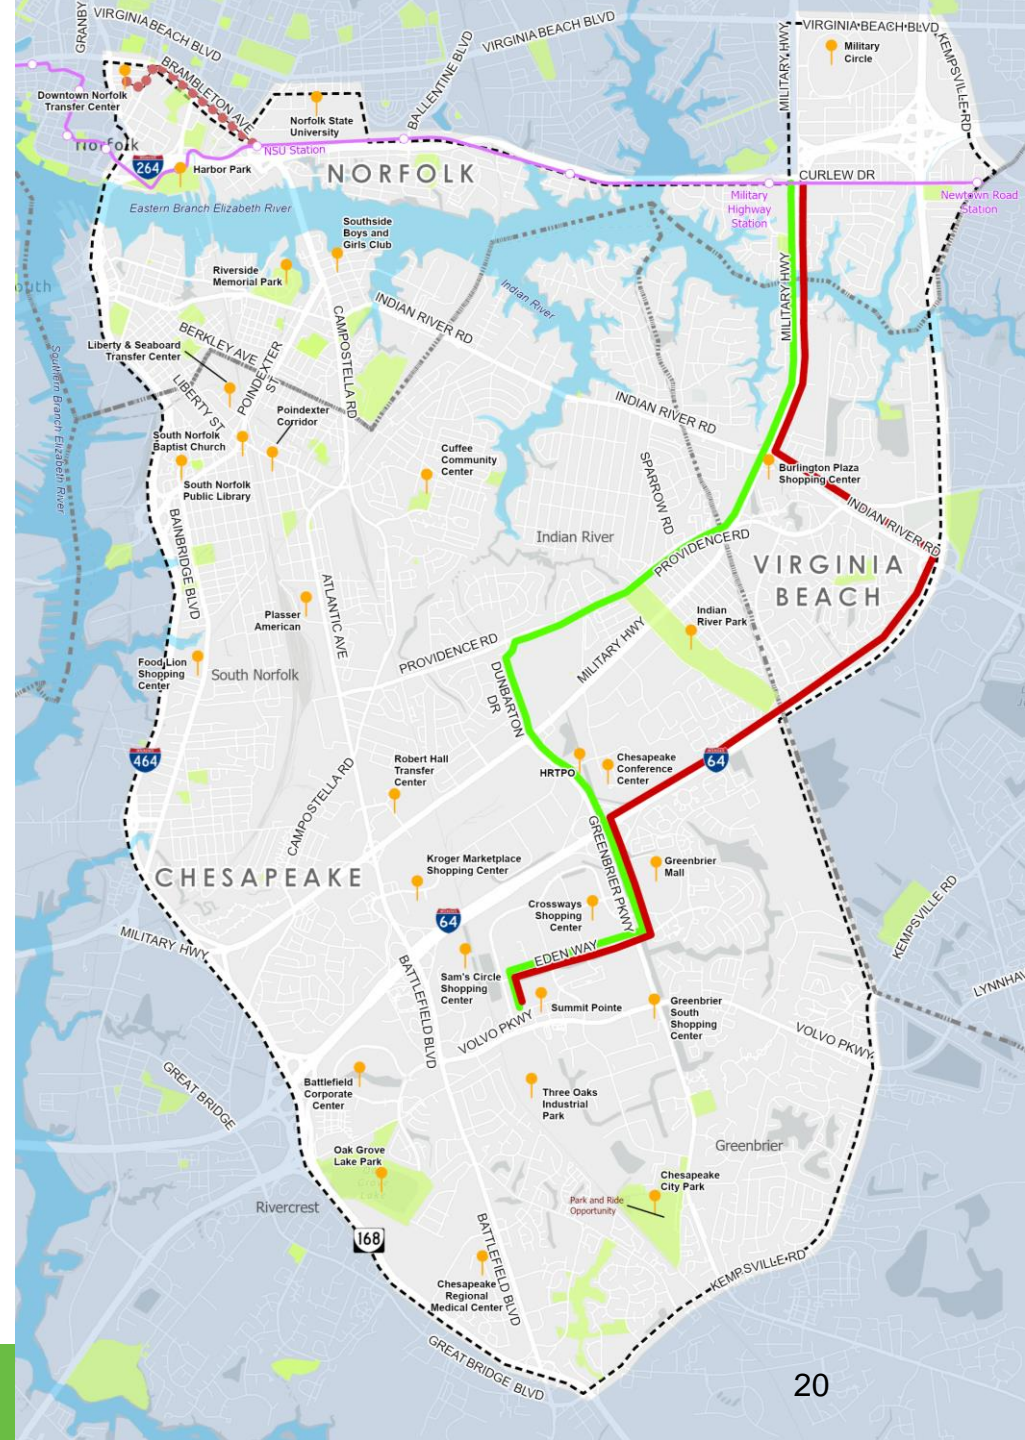 VIRGINIA BEACH BLVD
GRANBY
VIRGINIA BEACH BLVD
VIRGINIA BEACH BLVD
MILITARY HWY
KEMPSVILLE RD
Military
Circle
BRAMBLETON AVE
BALLENTINE BLVD
Downtown Norfolk
Transfer Center
Norfolk State
University
Norfolk
NSU Station
264
Harbor Park
NORFOLK
CURLEW DR
Military
Highway
Station
Newtown Road
Station
Eastern Branch Elizabeth River
Southside
Boys and
Girls Club
Riverside
Memorial Park
outh
Indian River
INDIAN RIVER RD
MILITARY HWY
CAMPOSTELLA RD
BERKLEY AVE
Liberty & Seaboard
Transfer Center
POINDEXTER
ST
LIBERTY ST
Southern Branch Elizabeth River
Poindexter
Corridor
INDIAN RIVER RD
South Norfolk
Baptist Church
Cuffee
Community
Center
SPARROW RD
Burlington Plaza
Shopping Center
South Norfolk
Public Library
INDIAN RIVER RD
BAINBRIDGE BLVD
Indian River
PROVIDENCE RD
VIRGINIA
BEACH
ATLANTIC AVE
Plasser
American
Indian
River Park
PROVIDENCE RD
MILITARY HWY
Food Lion
Shopping
Center
South Norfolk
DUNBARTON
DR
464
Robert Hall
Transfer
Center
HRTPO
Chesapeake
Conference
Center
64
CAMPOSTELLA RD
GREENBRIER PKWY
CHESAPEAKE
Kroger Marketplace
Shopping Center
Greenbrier
Mall
64
Crossways
Shopping
Center
KEMPSVILLE RD
MILITARY HWY
EDEN WAY
BATTLEFIELD BLVD
Sam's Circle
Shopping
Center
LYNNHAV
Summit Pointe
Greenbrier
South
Shopping
Center
VOLVO PKWY
VOLVO PKWY
GREAT BRIDGE
Battlefield
Corporate
Center
Three Oaks
Industrial
Park
Oak Grove
Lake Park
Greenbrier
Chesapeake
City Park
Park and Ride
Opportunity
Rivercrest
168
BATTLEFIELD BLVD
KEMPSVILLE RD
Chesapeake
Regional
Medical Center
GREAT BRIDGE BLVD
20